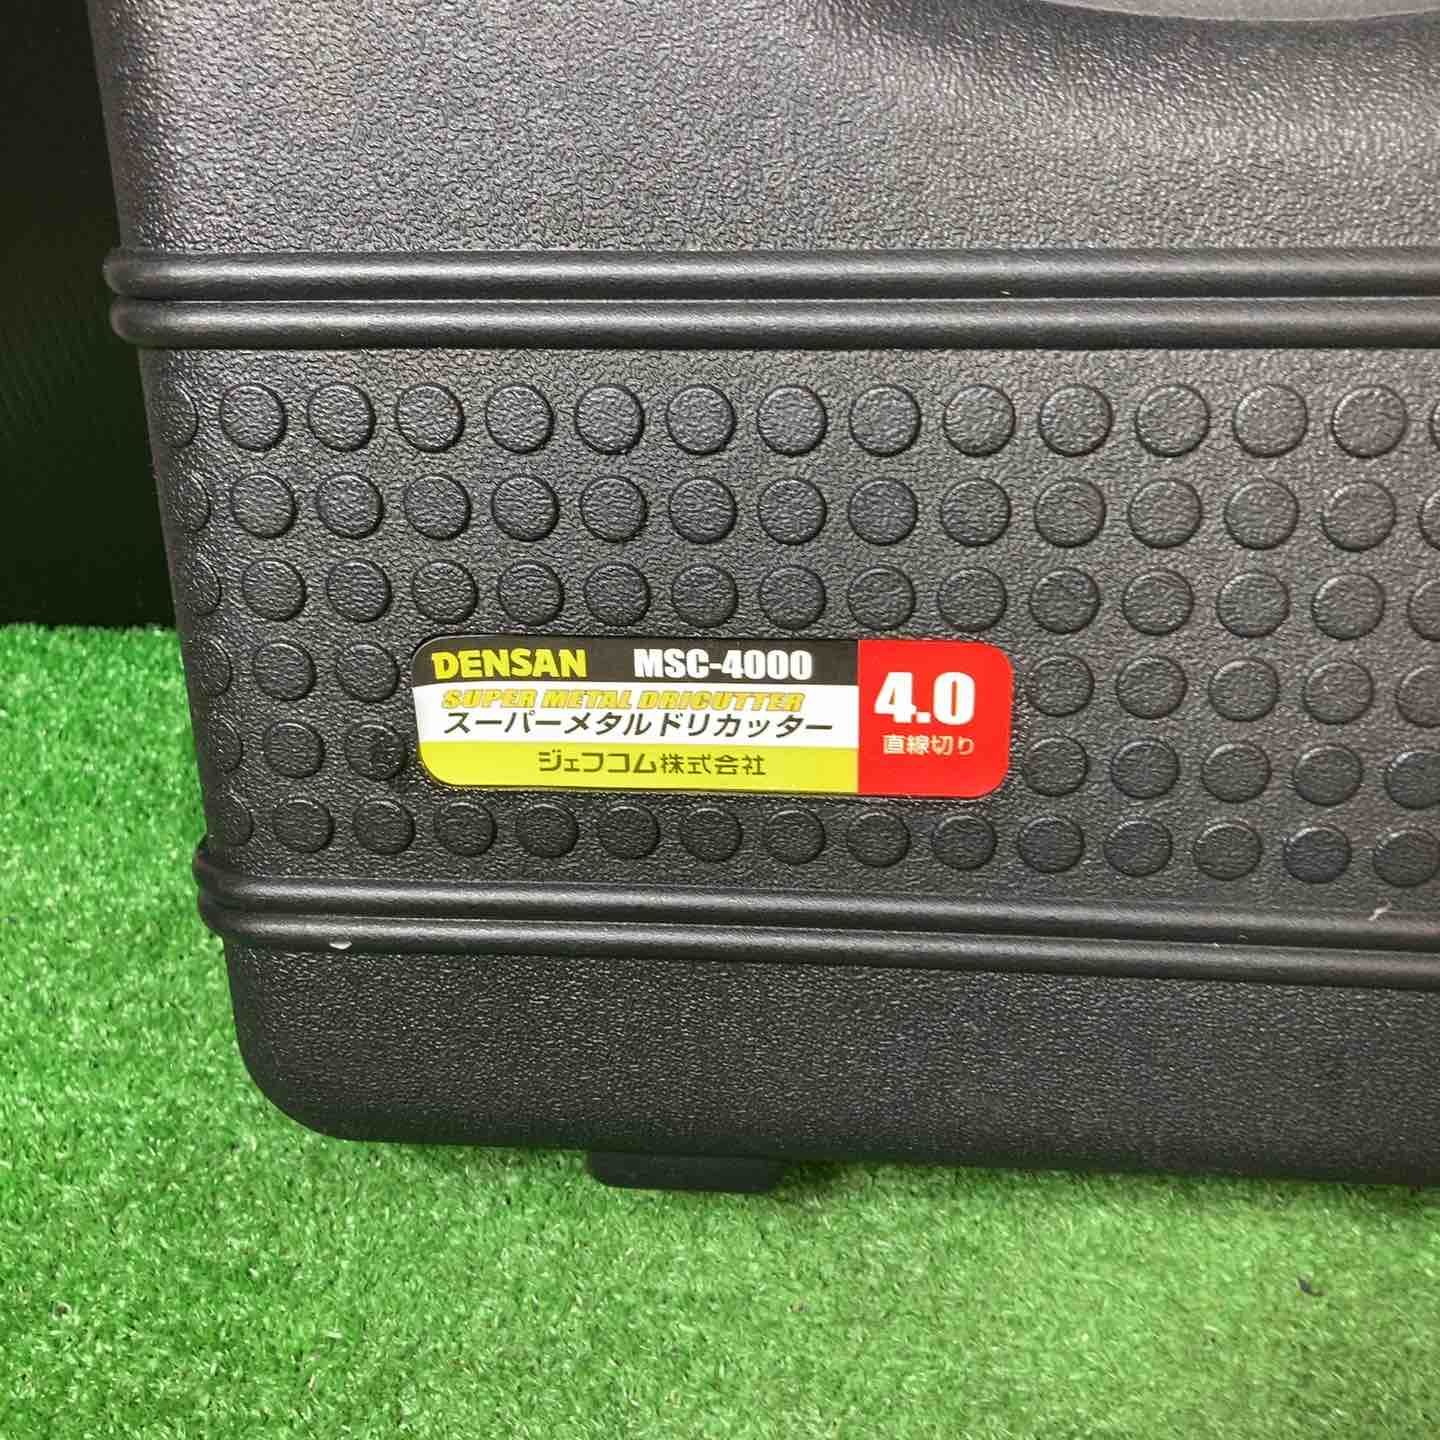 DENSAN MSC-4000
SUPER METAL DRICUTTER
スーパーメタルドリカッター
ジェフコム株式会社
4.0
直線切り